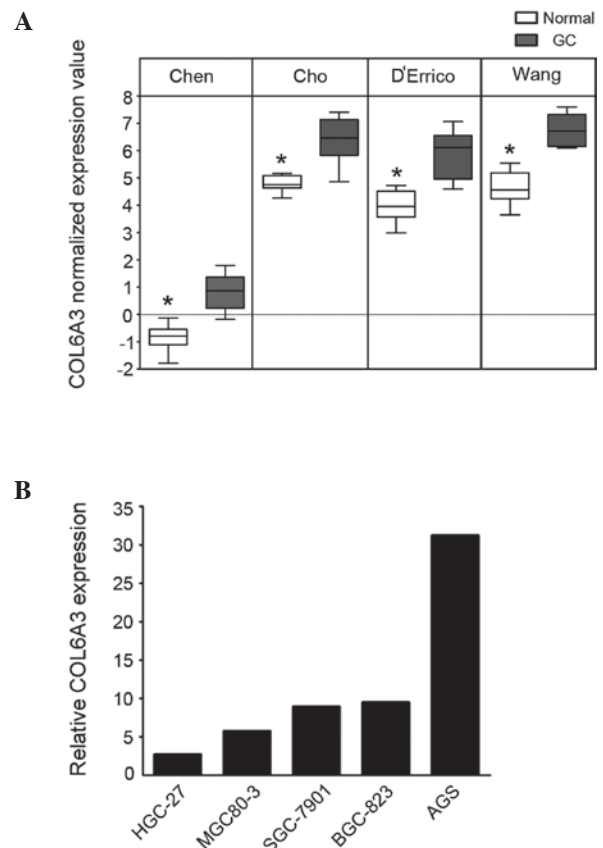 A
Normal
GC
Chen
Cho
D'Errico
Wang
COL6A3 normalized expression value
8
7
6
5
4
3
2
1
0
-1
-2
*
*
*
*
B
Relative COL6A3 expression
35
30
25
20
15
10
5
0
HGC-27
MGC80-3
SGC-7901
BGC-823
AGS